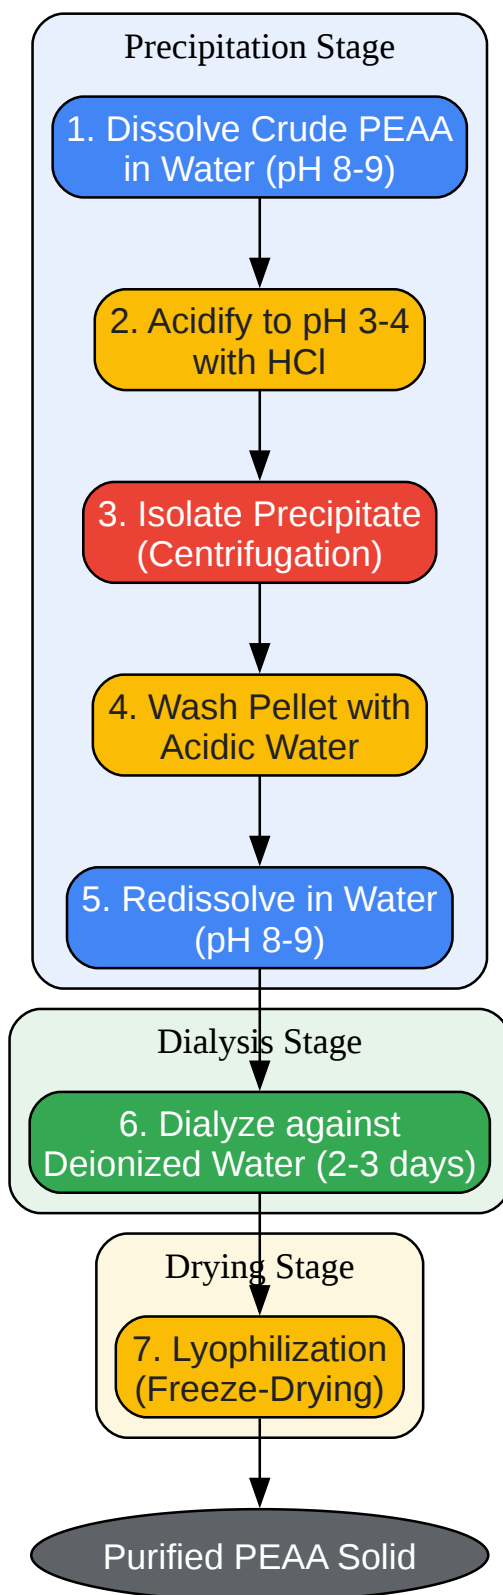 Precipitation Stage
1. Dissolve Crude PEAA
in Water (pH 8-9)
2. Acidify to pH 3-4
with HCl
3. Isolate Precipitate
(Centrifugation)
4. Wash Pellet with
Acidic Water
5. Redissolve in Water
(pH 8-9)
Dialysis Stage
6. Dialyze against
Deionized Water (2-3 days)
Drying Stage
7. Lyophilization
(Freeze-Drying)
Purified PEAA Solid